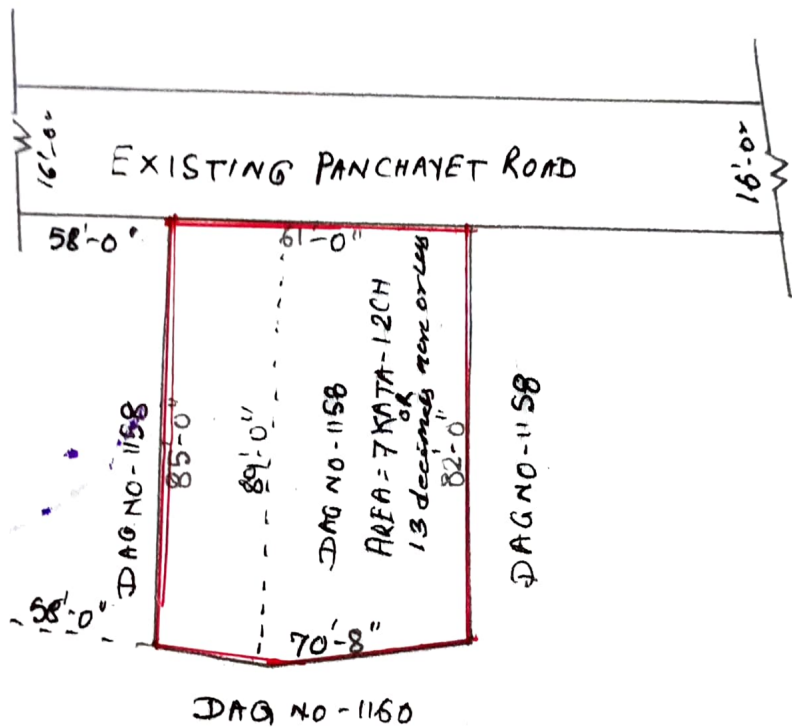 16'-0"
EXISTING PANCHAYET ROAD
16'-0"
58'-0"
61'-0"
DAG NO-1158
85-0"
89'-0"
DAG NO-1158
AREA = 7 KATA-12CH
OR
13 decimals more or less
82-0"
DAG NO-1158
58'-0"
70'-8"
DAG NO-1160